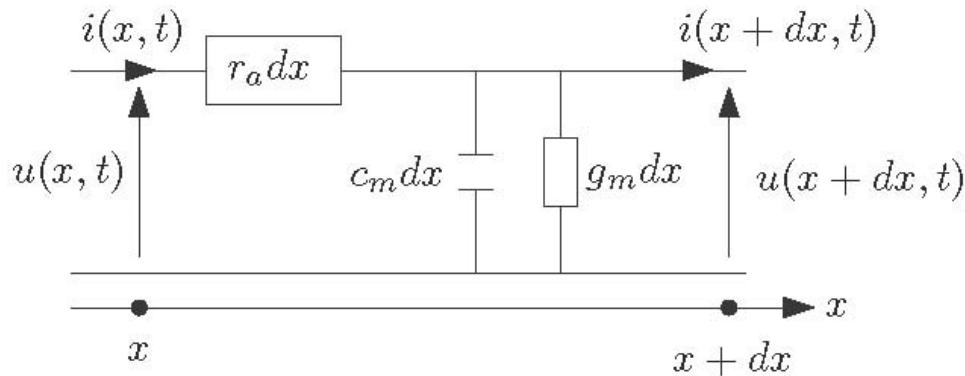 i(x, t)
i(x + dx, t)
r_a dx
u(x, t)
c_m dx
g_m dx
u(x + dx, t)
x
x
x + dx